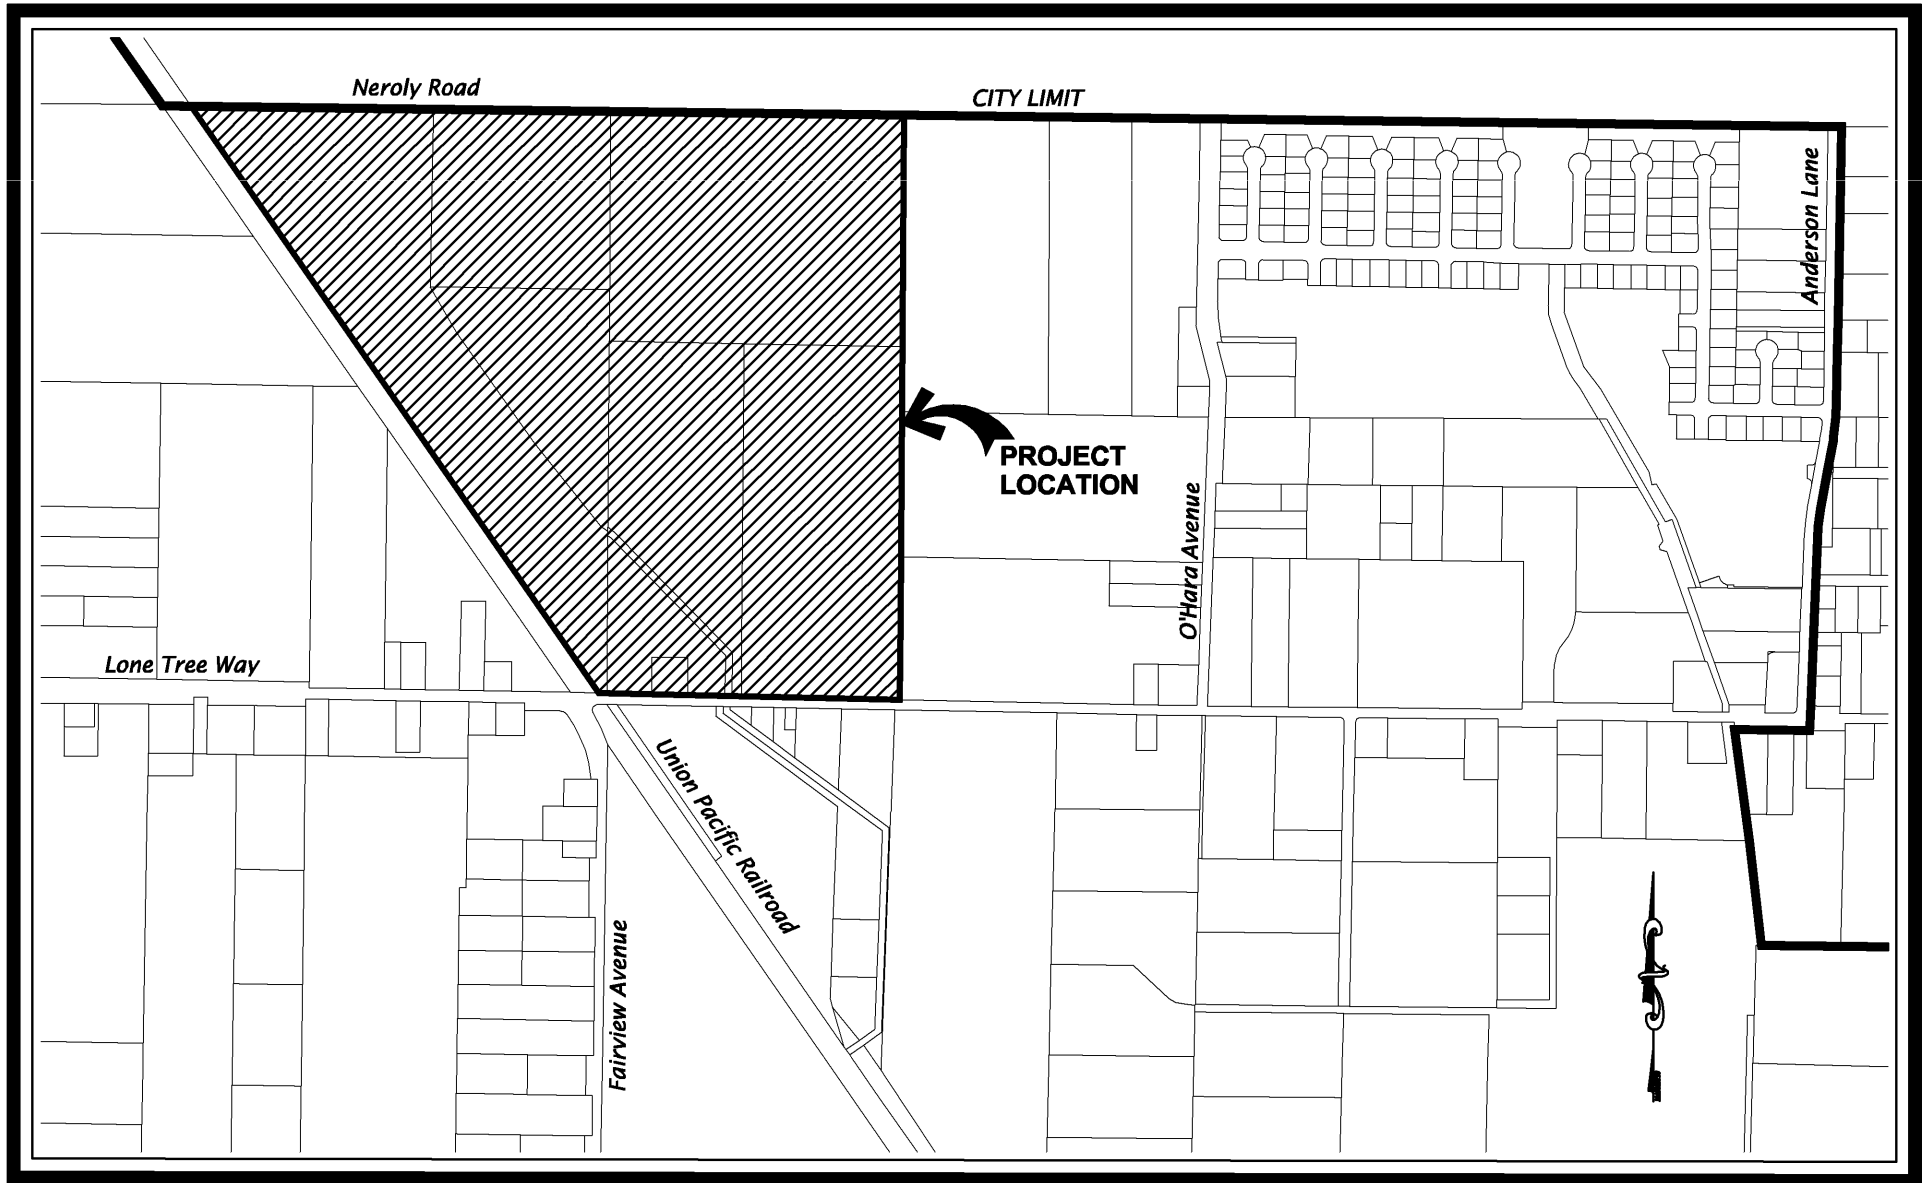 Neroly Road
CITY LIMIT
Anderson Lane
PROJECT
LOCATION
O'Hara Avenue
Lone Tree Way
Union Pacific Railroad
Fairview Avenue